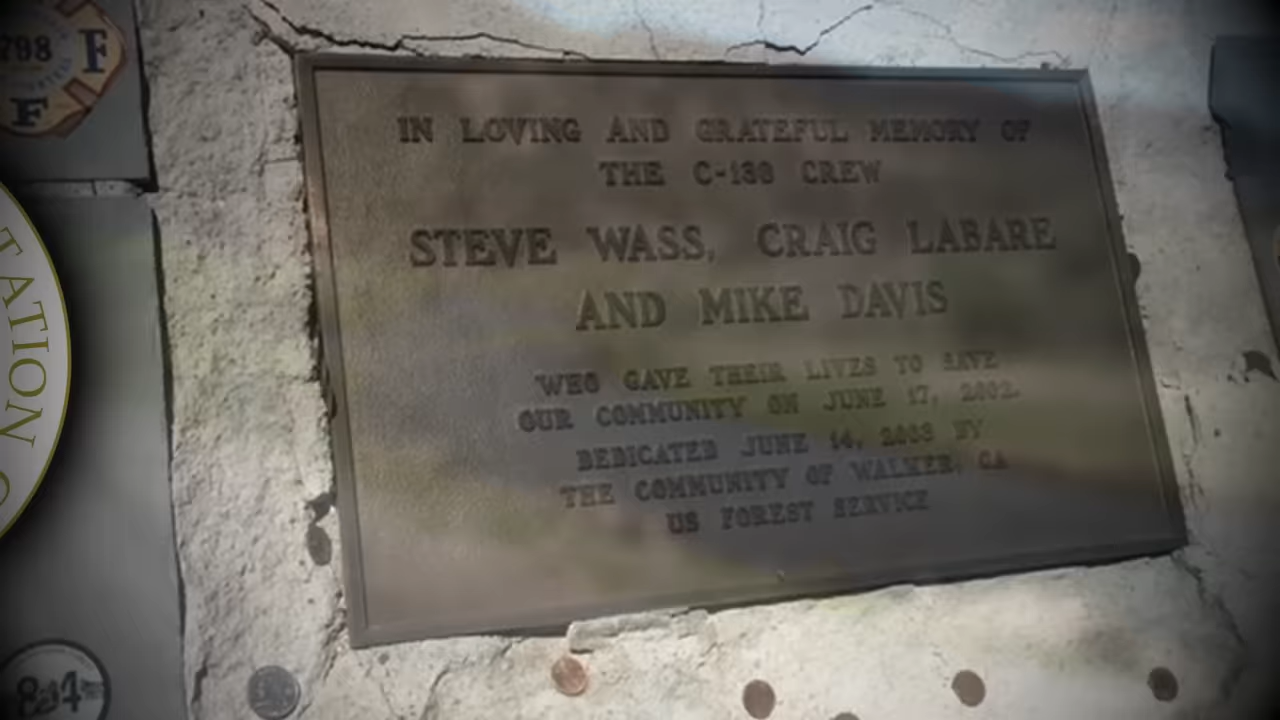 798
F
F
TATION
IN LOVING AND GRATEFUL MEMORY OF
THE C-130 CREW
STEVE WASS, CRAIG LABARE
AND MIKE DAVIS
WHO GAVE THEIR LIVES TO SAVE
OUR COMMUNITY ON JUNE 17, 2002.
DEDICATED JUNE 14, 2003 BY
THE COMMUNITY OF WALKER, CA
US FOREST SERVICE